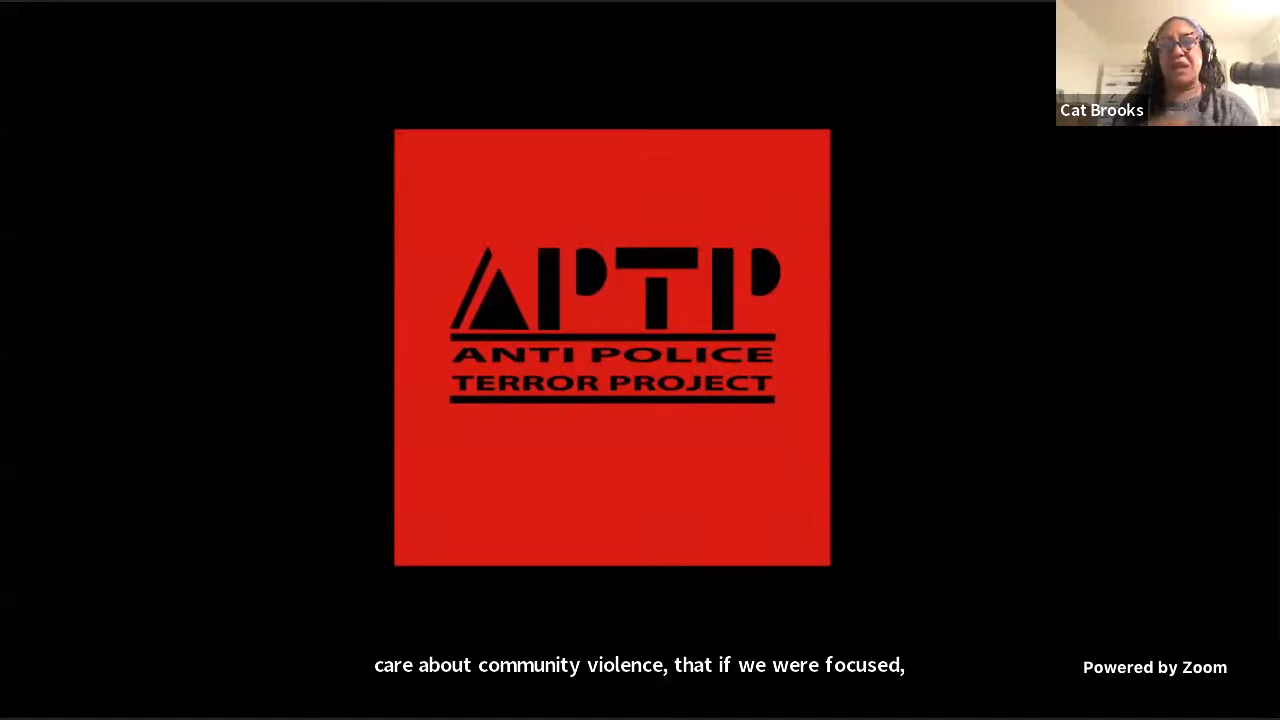 Cat Brooks
APTP
ANTI POLICE
TERROR PROJECT
care about community violence, that if we were focused,
Powered by Zoom